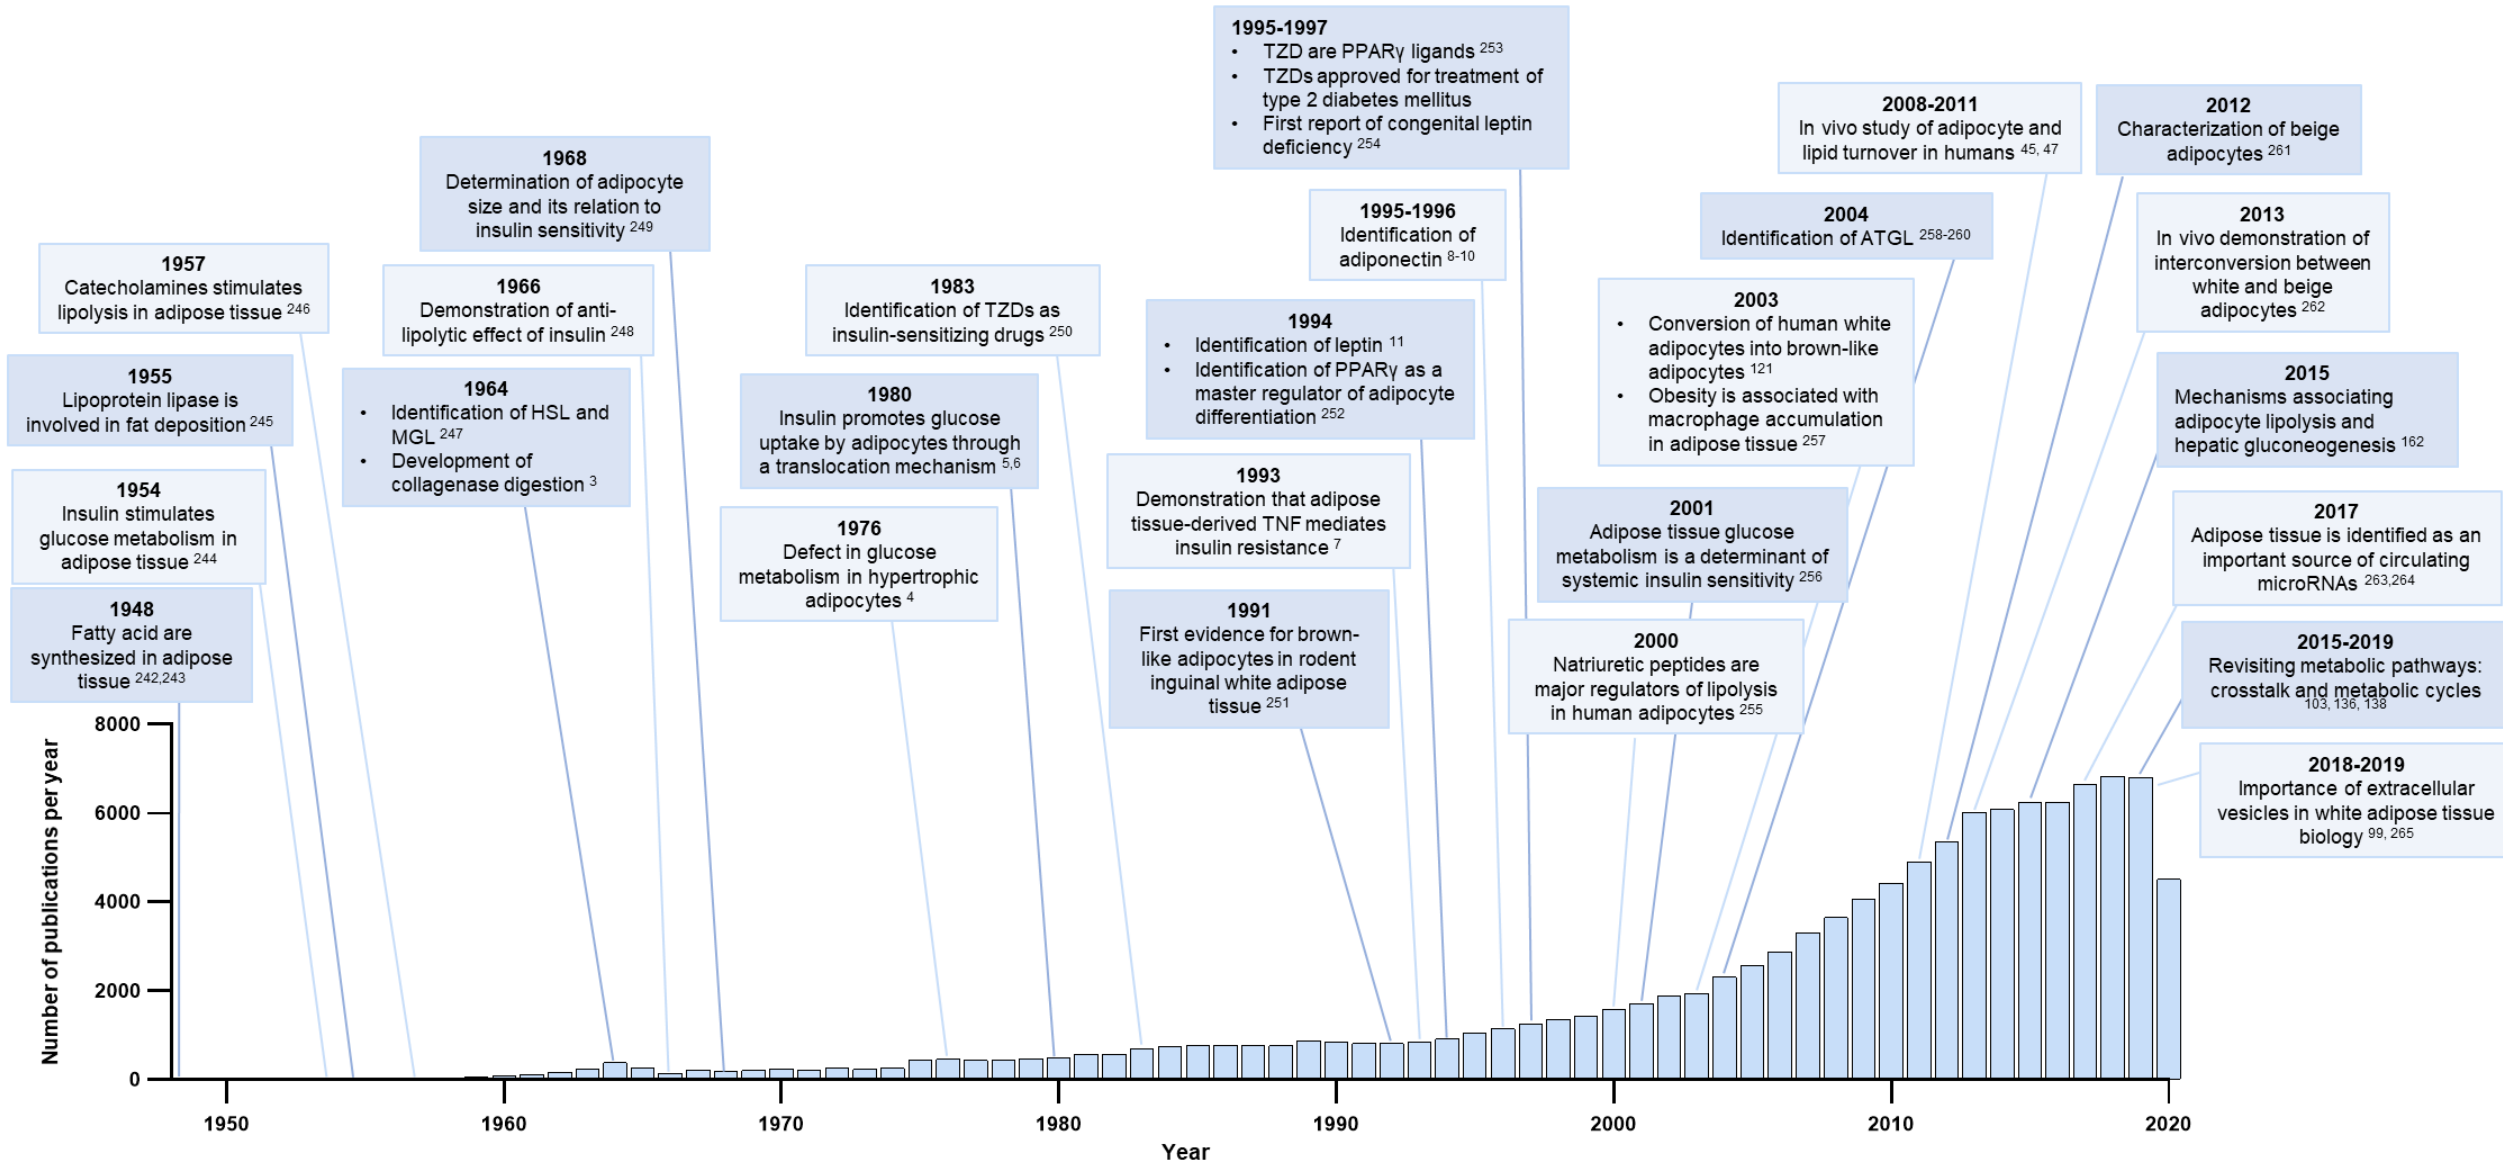 1948
Fatty acid are
synthesized in adipose
tissue 242,243
1954
Insulin stimulates
glucose metabolism in
adipose tissue 244
1955
Lipoprotein lipase is
involved in fat deposition 245
1957
Catecholamines stimulates
lipolysis in adipose tissue 246
1964
• Identification of HSL and
MGL 247
• Development of
collagenase digestion 3
1966
Demonstration of anti-
lipolytic effect of insulin 248
1968
Determination of adipocyte
size and its relation to
insulin sensitivity 249
1976
Defect in glucose
metabolism in hypertrophic
adipocytes 4
1980
Insulin promotes glucose
uptake by adipocytes through
a translocation mechanism 5,6
1983
Identification of TZDs as
insulin-sensitizing drugs 250
1991
First evidence for brown-
like adipocytes in rodent
inguinal white adipose
tissue 251
1993
Demonstration that adipose
tissue-derived TNF mediates
insulin resistance 7
1994
• Identification of leptin 11
• Identification of PPARγ as a
master regulator of adipocyte
differentiation 252
1995-1996
Identification of
adiponectin 8-10
1995-1997
• TZD are PPARγ ligands 253
• TZDs approved for treatment of
type 2 diabetes mellitus
• First report of congenital leptin
deficiency 254
2000
Natriuretic peptides are
major regulators of lipolysis
in human adipocytes 255
2001
Adipose tissue glucose
metabolism is a determinant of
systemic insulin sensitivity 256
2003
• Conversion of human white
adipocytes into brown-like
adipocytes 121
• Obesity is associated with
macrophage accumulation
in adipose tissue 257
2004
Identification of ATGL 258-260
2008-2011
In vivo study of adipocyte and
lipid turnover in humans 45, 47
2012
Characterization of beige
adipocytes 261
2013
In vivo demonstration of
interconversion between
white and beige
adipocytes 262
2015
Mechanisms associating
adipocyte lipolysis and
hepatic gluconeogenesis 162
2017
Adipose tissue is identified as an
important source of circulating
microRNAs 263,264
2015-2019
Revisiting metabolic pathways:
crosstalk and metabolic cycles
103, 136, 138
2018-2019
Importance of extracellular
vesicles in white adipose tissue
biology 99, 265
Number of publications per year
8000
6000
4000
2000
0
1950
1960
1970
1980
1990
2000
2010
2020
Year